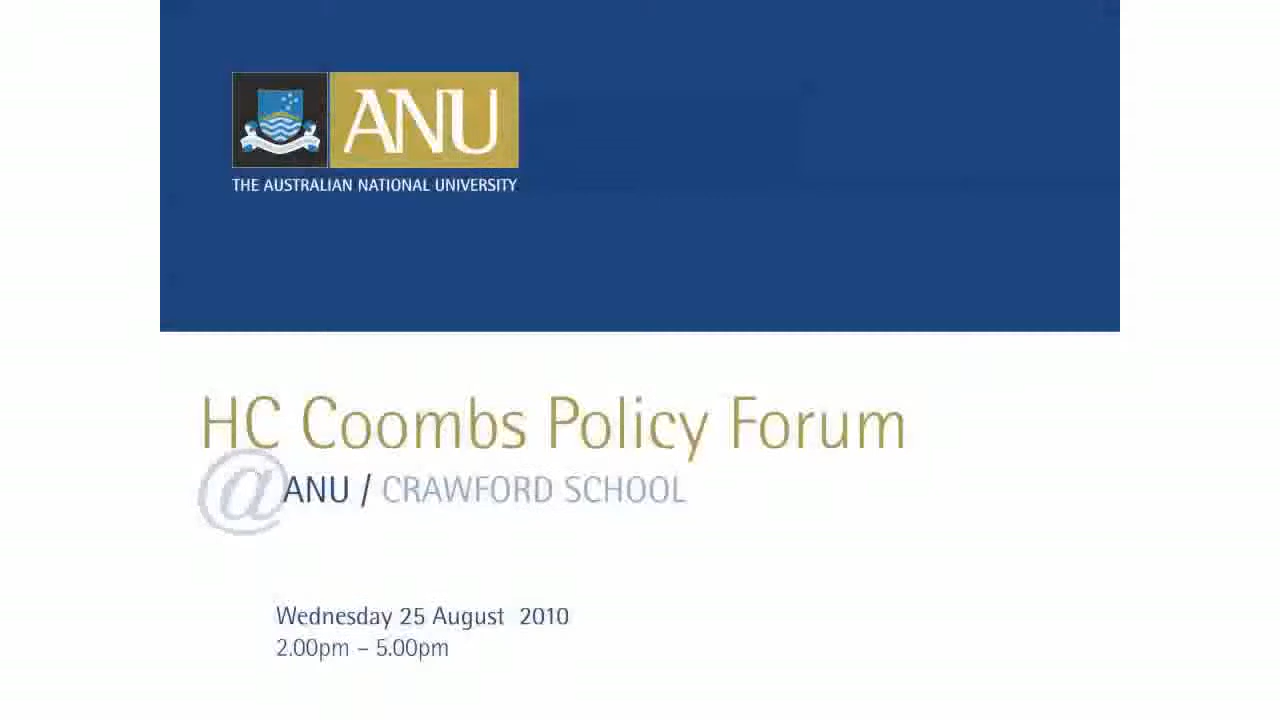 ANU
THE AUSTRALIAN NATIONAL UNIVERSITY
HC Coombs Policy Forum
@ANU / CRAWFORD SCHOOL
Wednesday 25 August 2010
2.00pm – 5.00pm